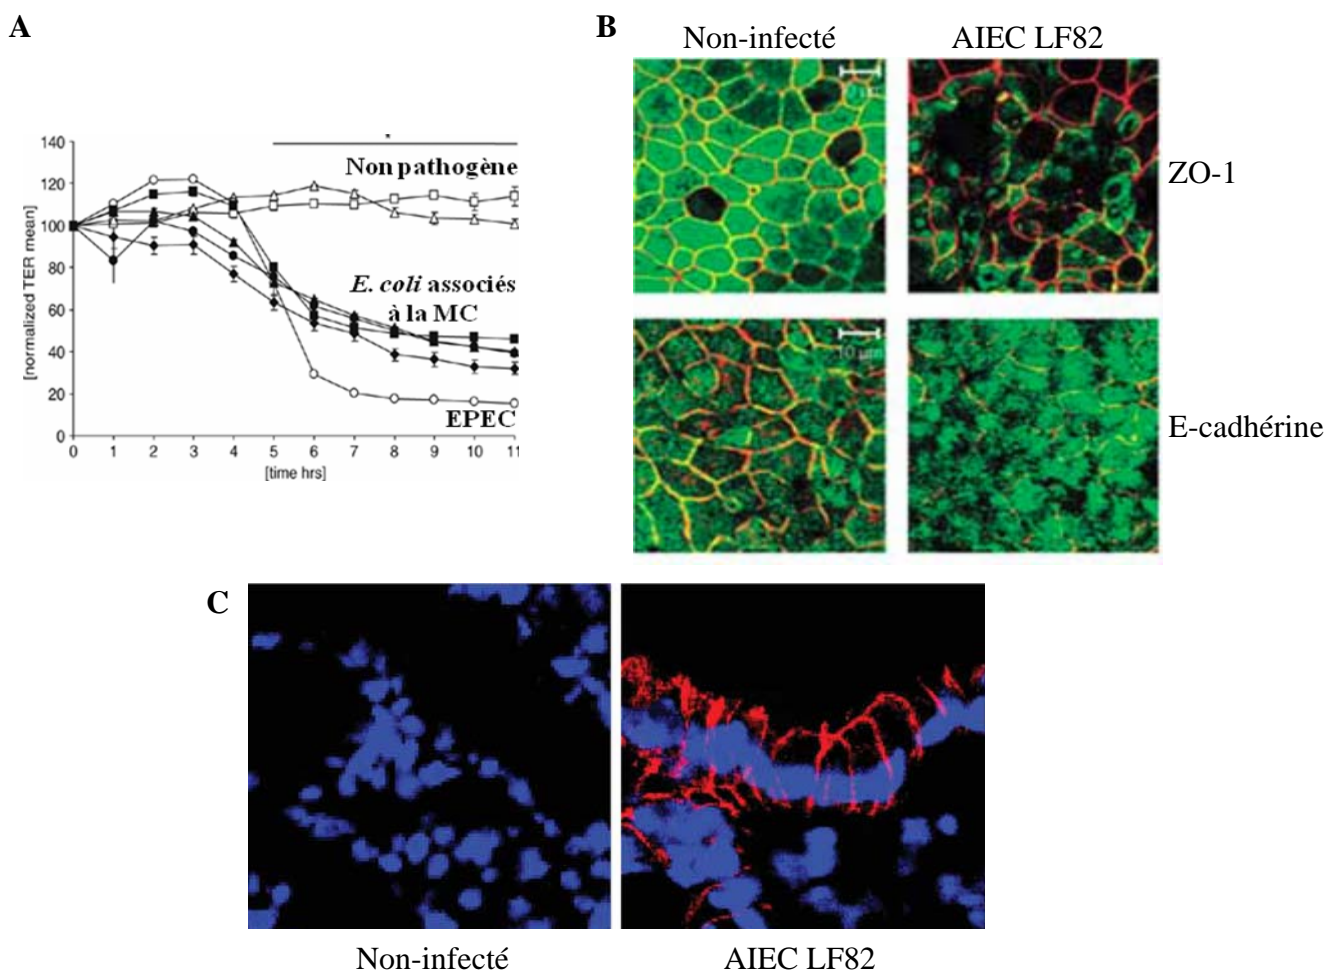 A
140
120
100
80
60
40
20
0
[normalized TER mean]
*
Non pathogène
E. coli associés
à la MC
EPEC
0 1 2 3 4 5 6 7 8 9 10 11
[time hrs]
B
Non-infecté
AIEC LF82
ZO-1
10 µm
E-cadhérine
C
Non-infecté
AIEC LF82